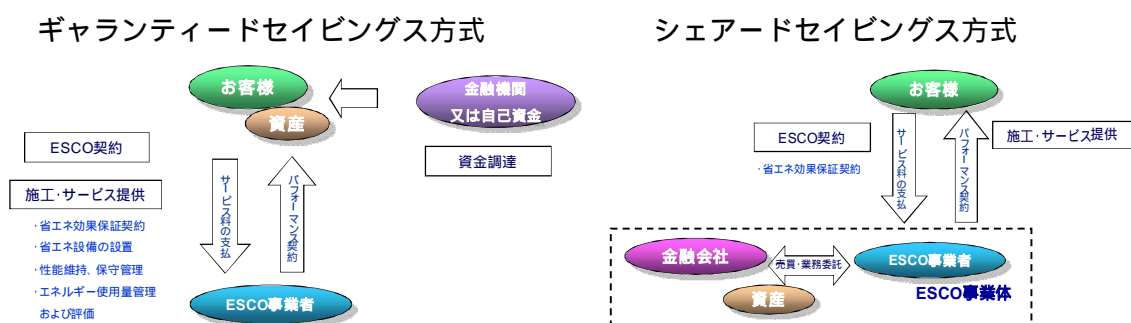 ギャランティードセイビングス方式
お客様
資産
金融機関
又は自己資金
資金調達
ESCO契約
施工・サービス提供
・省エネ効果保証契約
・省エネ設備の設置
・性能維持、保守管理
・エネルギー使用量管理
および評価
サービス料の支払
パフォーマンス契約
ESCO事業者
シェアードセイビングス方式
お客様
ESCO契約
・省エネ効果保証契約
サービス料の支払
パフォーマンス契約
施工・サービス提供
金融会社
売買・業務委託
ESCO事業者
資産
ESCO事業体